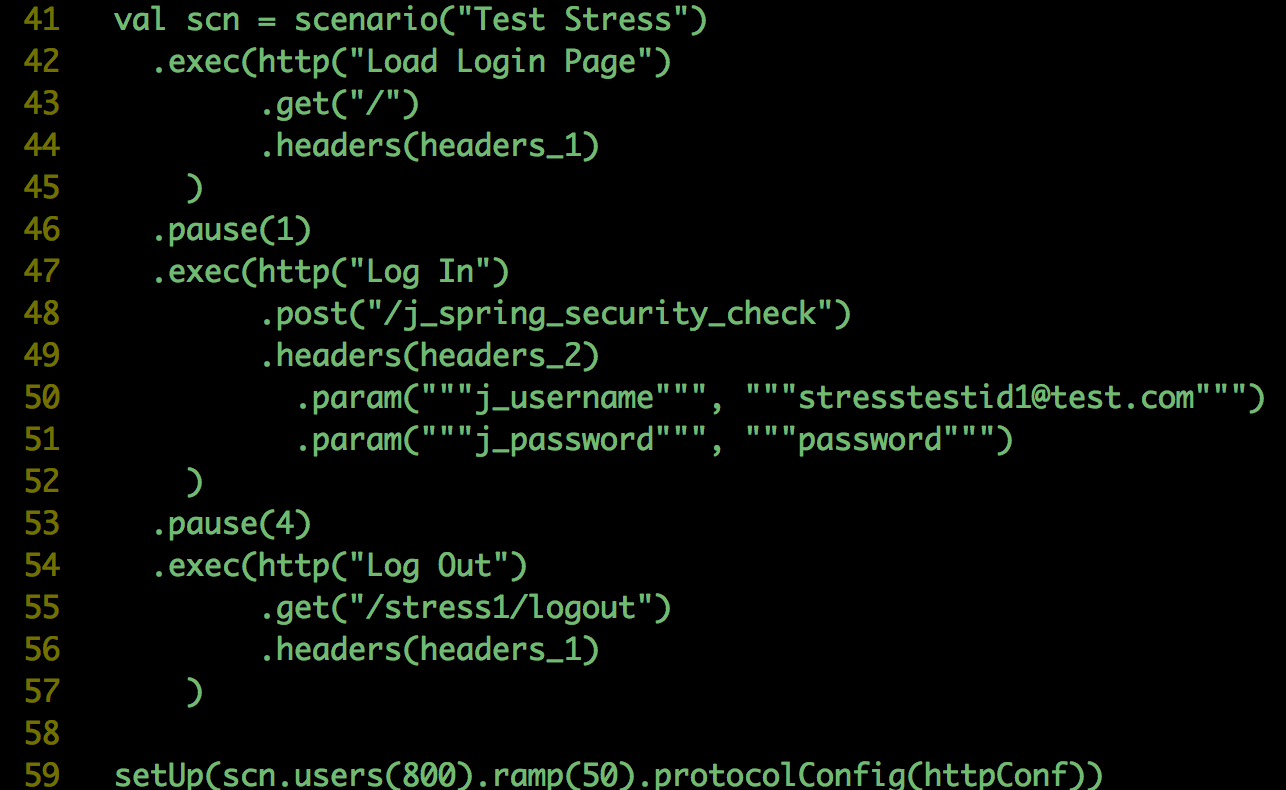 41   val scn = scenario("Test Stress")
42     .exec(http("Load Login Page")
43           .get("/")
44           .headers(headers_1)
45       )
46     .pause(1)
47     .exec(http("Log In")
48           .post("/j_spring_security_check")
49           .headers(headers_2)
50             .param("""j_username""", """stresstestid1@test.com""")
51             .param("""j_password""", """password""")
52       )
53     .pause(4)
54     .exec(http("Log Out")
55           .get("/stress1/logout")
56           .headers(headers_1)
57       )
58
59   setUp(scn.users(800).ramp(50).protocolConfig(httpConf))